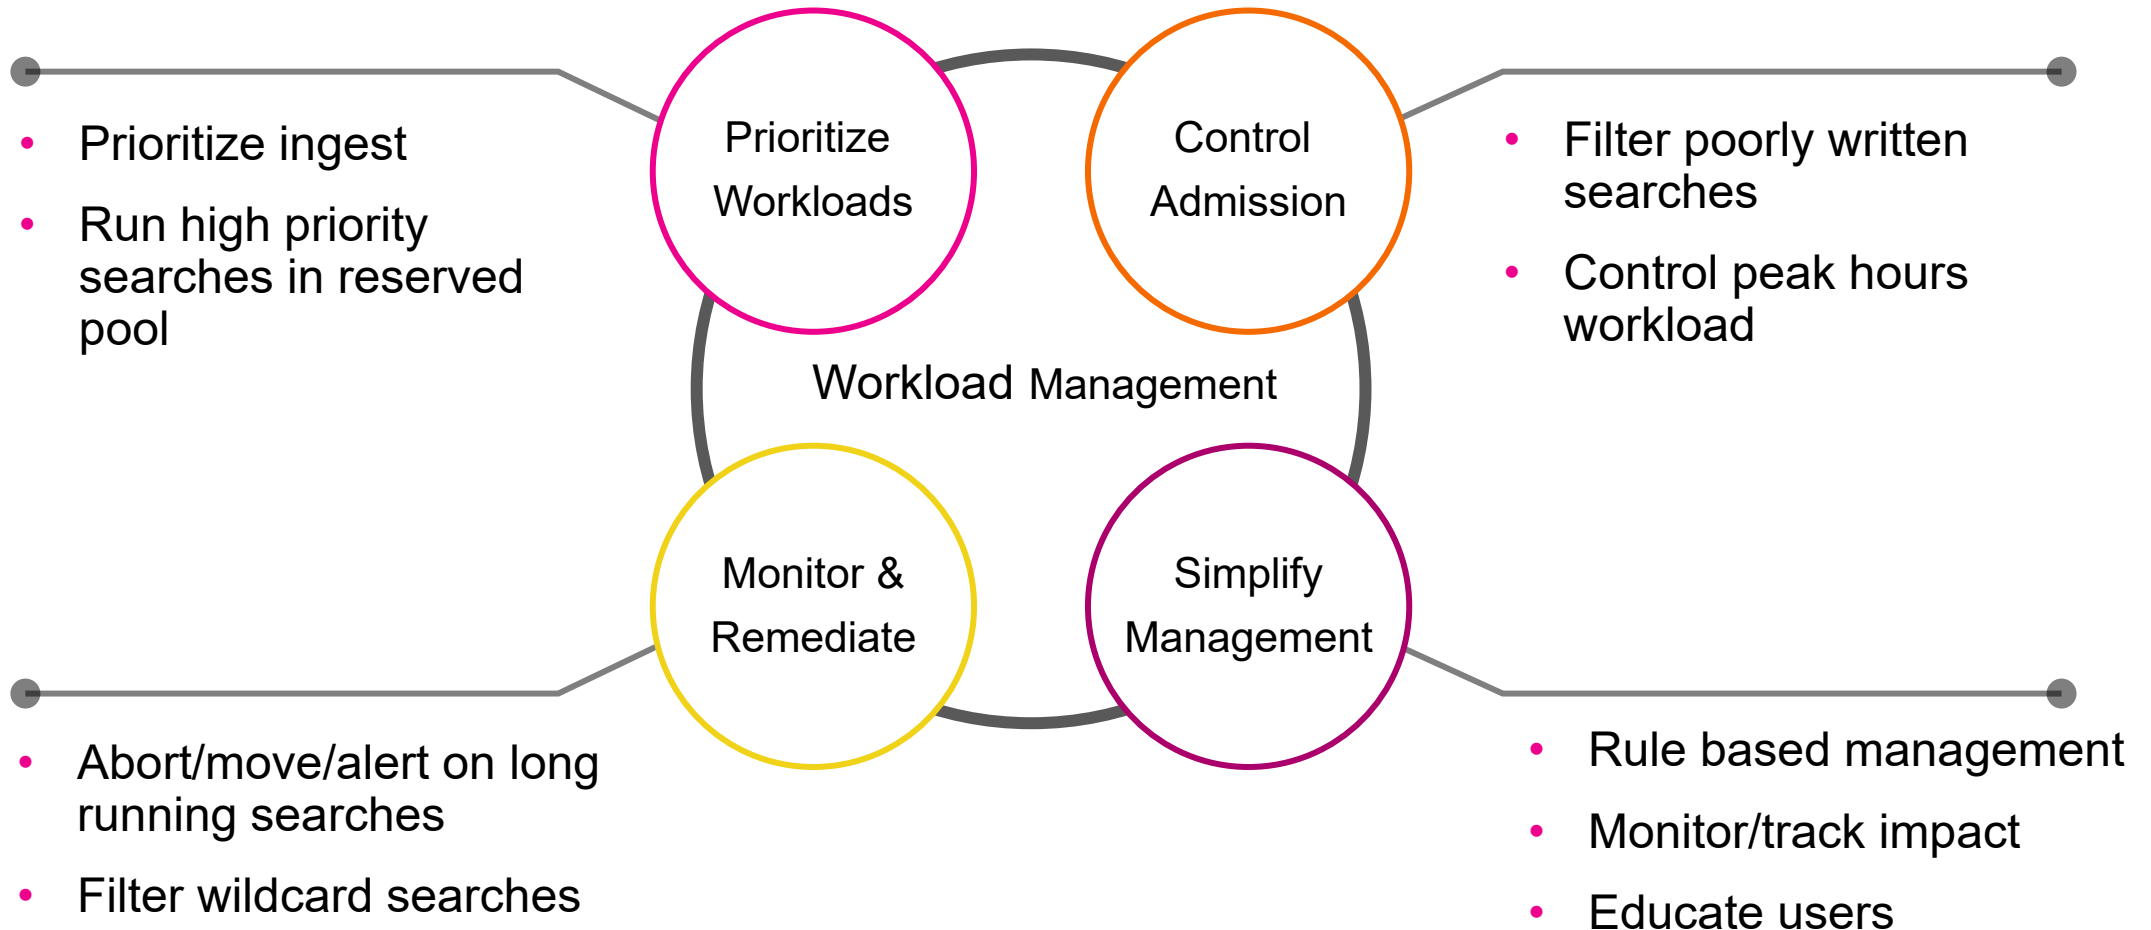 Prioritize
Workloads
• Prioritize ingest
• Run high priority
searches in reserved
pool
Control
Admission
• Filter poorly written
searches
• Control peak hours
workload
Workload Management
Monitor &
Remediate
• Abort/move/alert on long
running searches
• Filter wildcard searches
Simplify
Management
• Rule based management
• Monitor/track impact
• Educate users